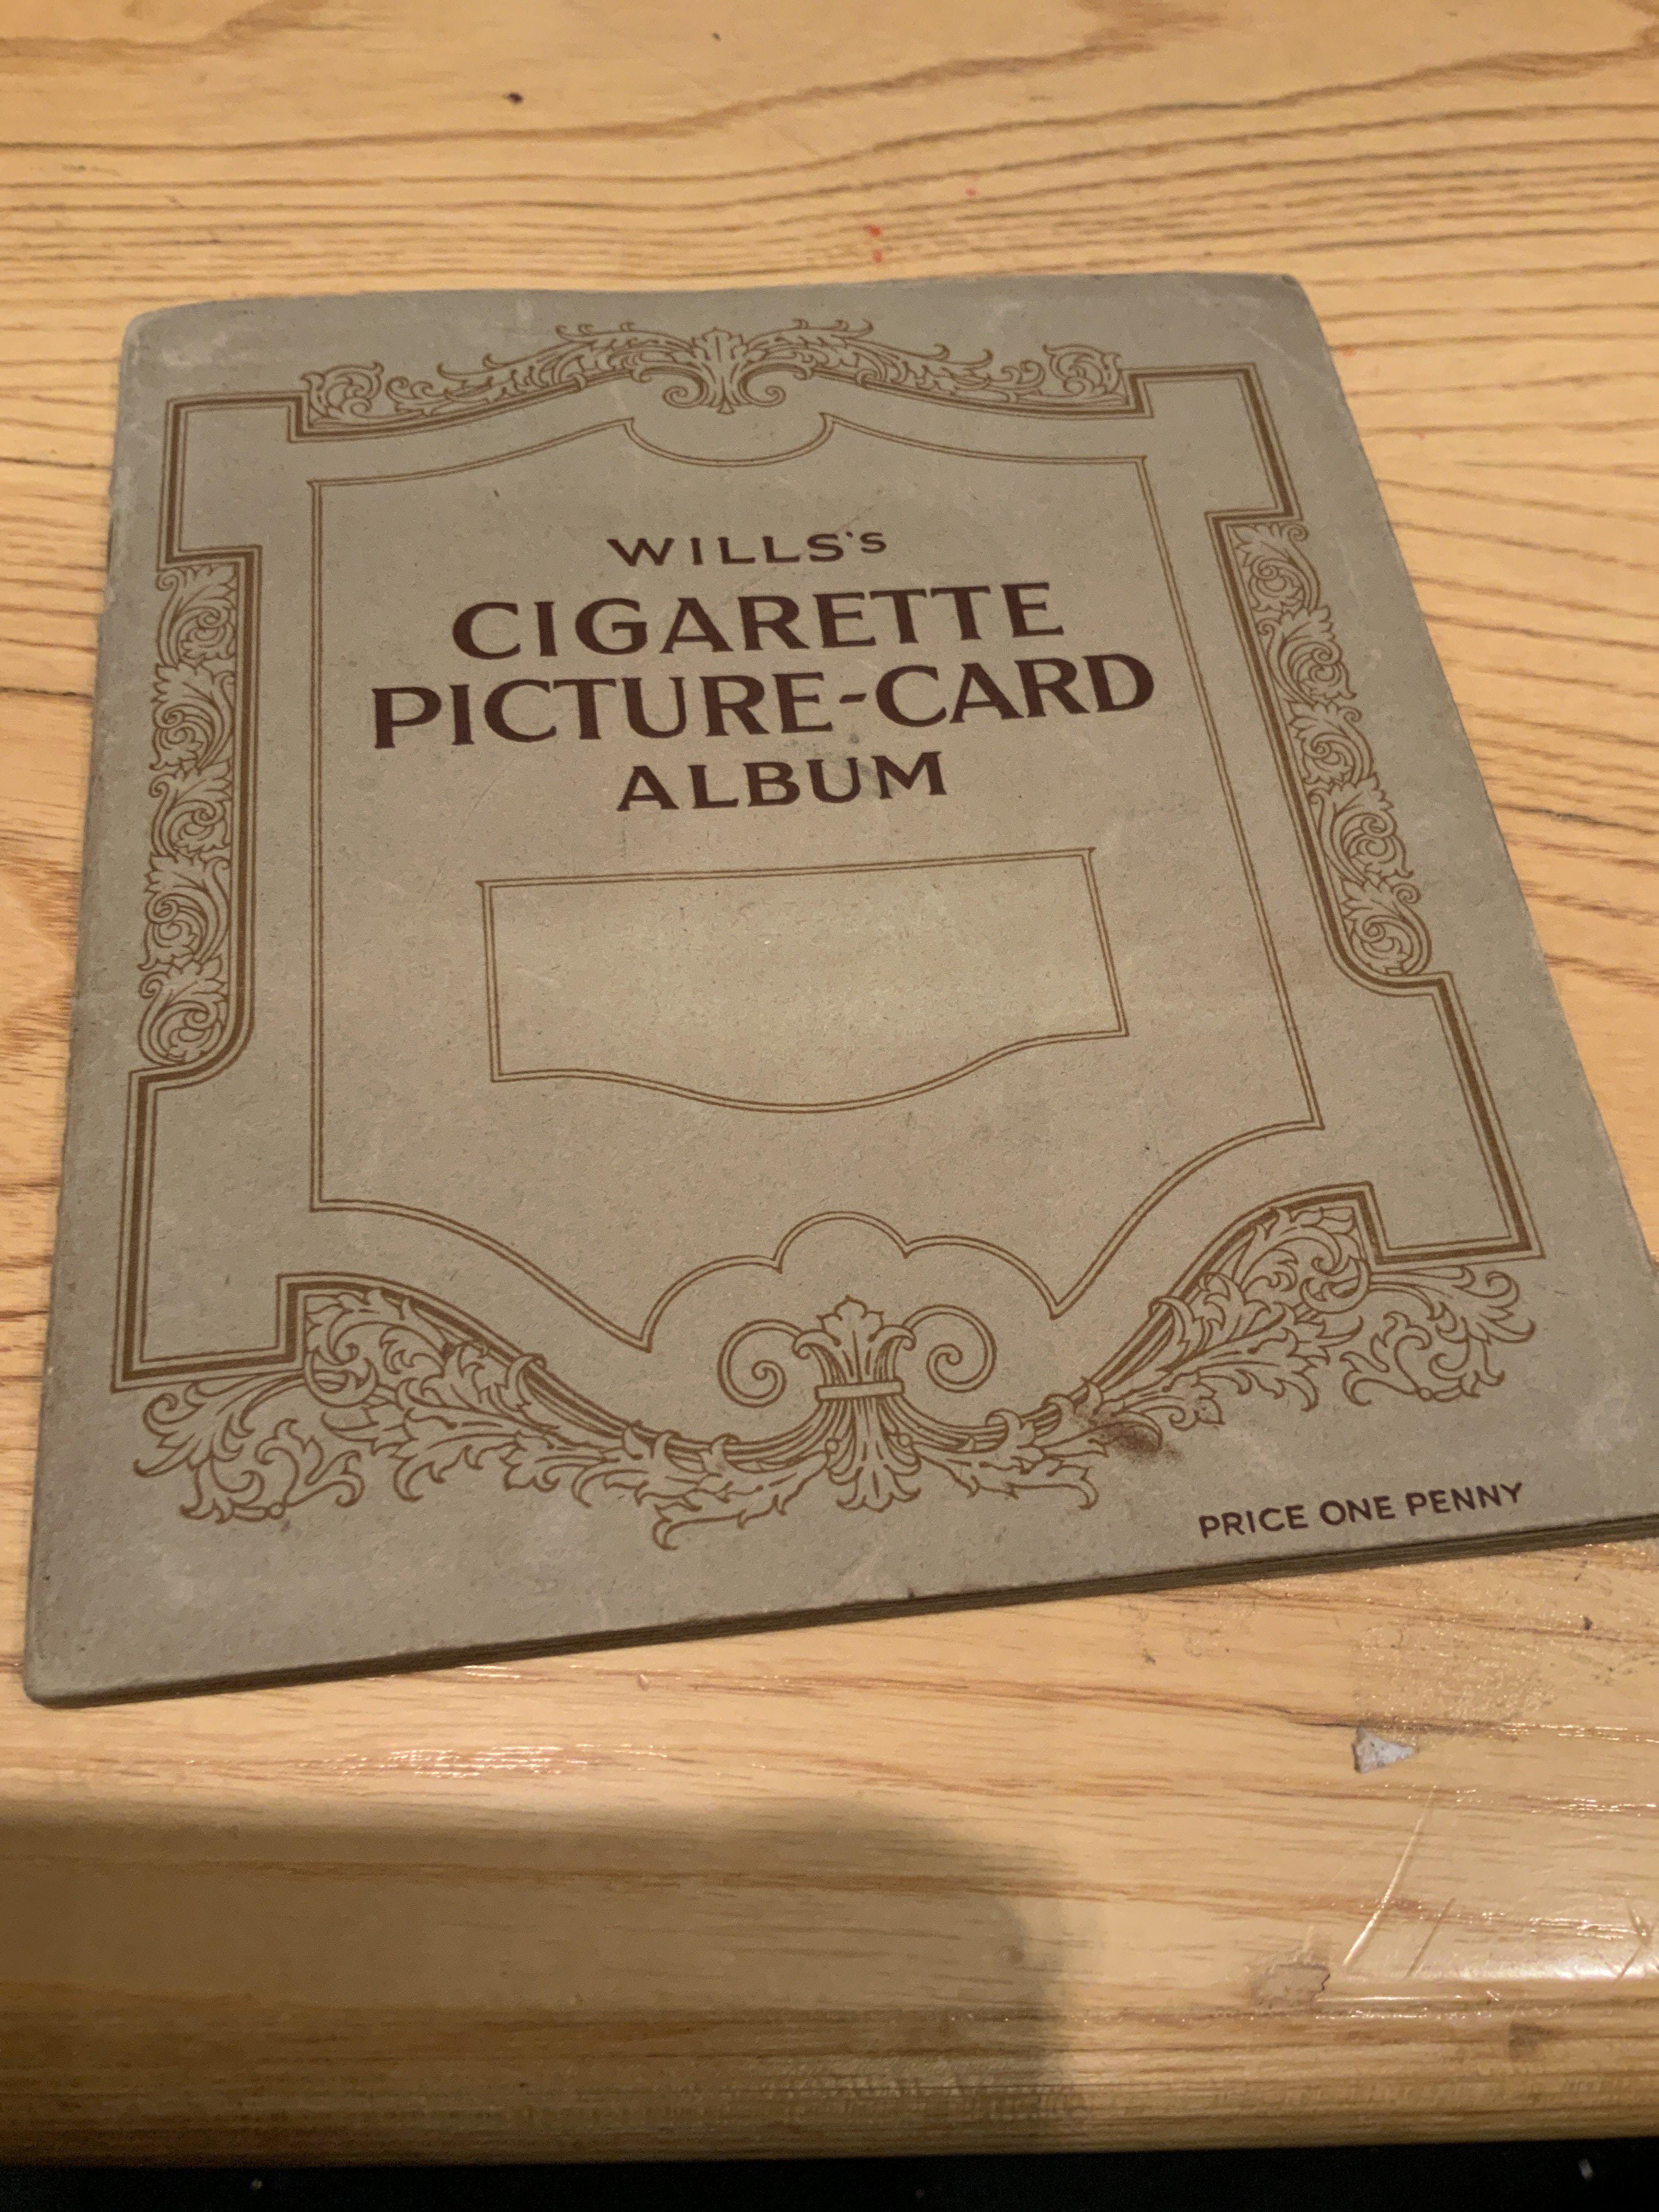 WILLS'S
CIGARETTE
PICTURE-CARD
ALBUM
PRICE ONE PENNY